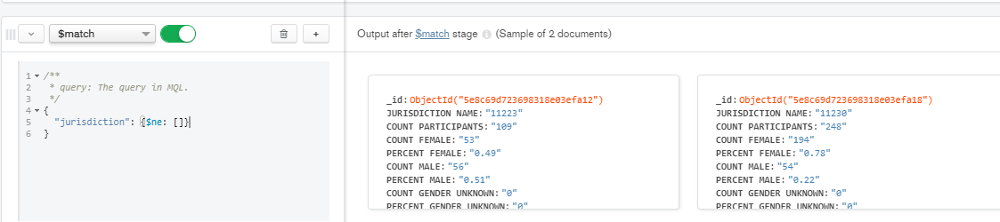 $match
Output after $match stage (Sample of 2 documents)
1 /**
2 * query: The query in MQL.
3 */
4 {
5 "jurisdiction": {$ne: []}
6 }
_id: ObjectId("5e8c69d723698318e03efa12")
JURISDICTION NAME: "11223"
COUNT PARTICIPANTS: "109"
COUNT FEMALE: "53"
PERCENT FEMALE: "0.49"
COUNT MALE: "56"
PERCENT MALE: "0.51"
COUNT GENDER UNKNOWN: "0"
PERCENT GENDER UNKNOWN: "0"
_id: ObjectId("5e8c69d723698318e03efa18")
JURISDICTION NAME: "11230"
COUNT PARTICIPANTS: "248"
COUNT FEMALE: "194"
PERCENT FEMALE: "0.78"
COUNT MALE: "54"
PERCENT MALE: "0.22"
COUNT GENDER UNKNOWN: "0"
PERCENT GENDER UNKNOWN: "0"